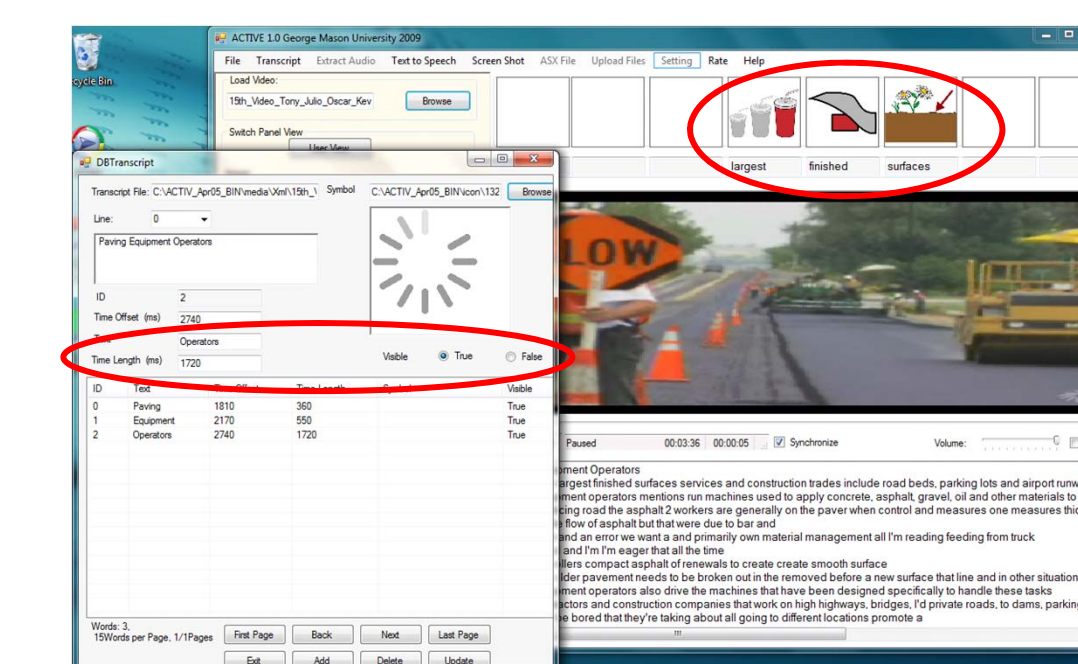 ACTIVE 1.0 George Mason University 2009
File Transcript Extract Audio Text to Speech Screen Shot ASX File Upload Files Setting Rate Help
Load Video:
15th_Video_Tony_Julio_Oscar_Kev Browse
Switch Panel View
User View
cycle Bin
largest finished surfaces
DBTranscript
Transcript File: C:\ACTIV_Apr05_BIN\media\Xml\15th_\ Symbol C:\ACTIV_Apr05_BIN\icon\132 Browse
Line: 0
Paving Equipment Operators
ID 2
Time Offset (ms) 2740
Operators
Time Length (ms) 1720
Visible True False
ID Text Time Offset Time Length Symbol Visible
0 Paving 1810 360 True
1 Equipment 2170 550 True
2 Operators 2740 1720 True
Words: 3,
15Words per Page, 1/1Pages First Page Back Next Last Page
Exit Add Delete Update
LOW
Paused 00:03:36 00:00:05 Synchronize Volume:
ment Operators
argest finished surfaces services and construction trades include road beds, parking lots and airport runw
ment operators mentions run machines used to apply concrete, asphalt, gravel, oil and other materials to
cing road the asphalt 2 workers are generally on the paver when control and measures one measures thic
flow of asphalt but that were due to bar and
and an error we want a and primarily own material management all I'm reading feeding from truck
and I'm I'm eager that all the time
llers compact asphalt of renewals to create create smooth surface
lder pavement needs to be broken out in the removed before a new surface that line and in other situation
ment operators also drive the machines that have been designed specifically to handle these tasks
actors and construction companies that work on high highways, bridges, I'd private roads, to dams, parking
be bored that they're taking about all going to different locations promote a